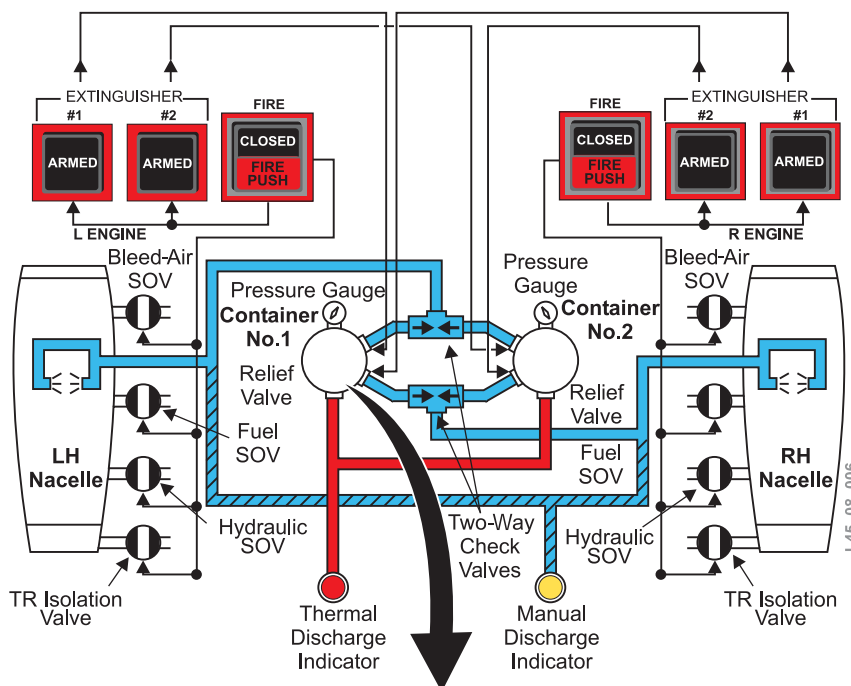 EXTINGUISHER
#1
#2
FIRE
ARMED
ARMED
CLOSED
FIRE
PUSH
L ENGINE
FIRE
EXTINGUISHER
#2
#1
CLOSED
FIRE
PUSH
ARMED
ARMED
R ENGINE
Bleed-Air
SOV
Pressure Gauge
Container
No.1
Relief
Valve
Pressure
Gauge
Container
No.2
Relief
Valve
Bleed-Air
SOV
LH
Nacelle
Fuel
SOV
Hydraulic
SOV
TR Isolation
Valve
Two-Way
Check
Valves
Fuel
SOV
Hydraulic
SOV
RH
Nacelle
TR Isolation
Valve
Thermal
Discharge
Indicator
Manual
Discharge
Indicator
L45_08_006